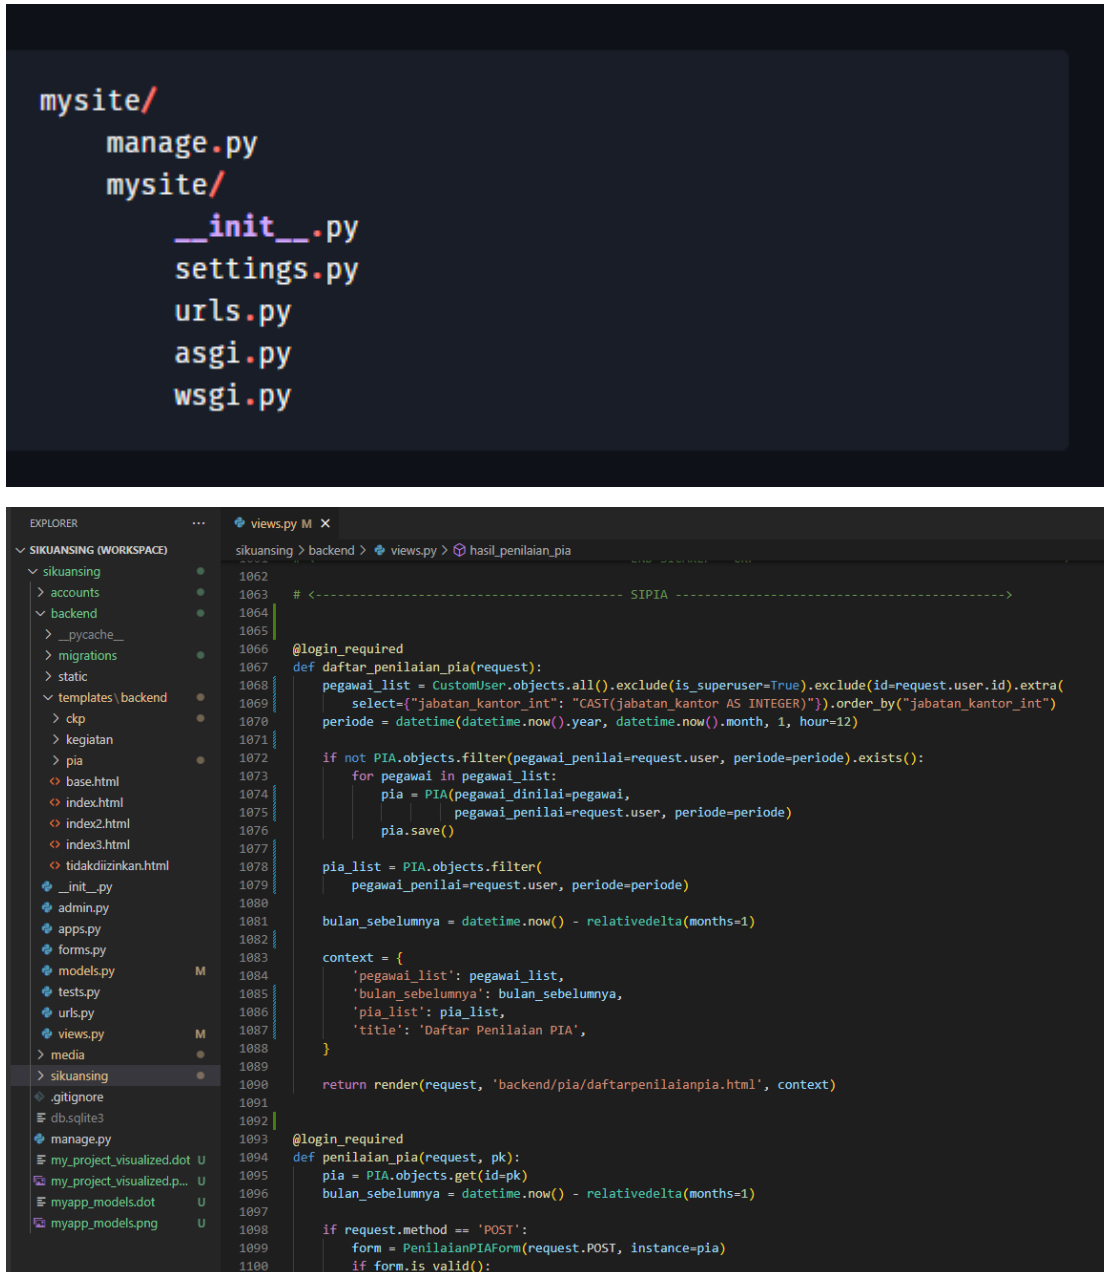 mysite/
manage.py
mysite/
__init__.py
settings.py
urls.py
asgi.py
wsgi.py
EXPLORER
SIKUANSING (WORKSPACE)
sikuansing
accounts
backend
__pycache__
migrations
static
templates\backend
ckp
kegiatan
pia
base.html
index.html
index2.html
index3.html
tidakdiizinkan.html
__init__.py
admin.py
apps.py
forms.py
models.py M
tests.py
urls.py
views.py M
media
sikuansing
.gitignore
db.sqlite3
manage.py
my_project_visualized.dot U
my_project_visualized.p... U
myapp_models.dot U
myapp_models.png U
views.py M
sikuansing > backend > views.py > hasil_penilaian_pia
1062
1063 # <------------------------------------------ SIPIA --------------------------------------------->
1064
1065
1066 @login_required
1067 def daftar_penilaian_pia(request):
1068 pegawai_list = CustomUser.objects.all().exclude(is_superuser=True).exclude(id=request.user.id).extra(
1069 select={"jabatan_kantor_int": "CAST(jabatan_kantor AS INTEGER)"}).order_by("jabatan_kantor_int")
1070 periode = datetime(datetime.now().year, datetime.now().month, 1, hour=12)
1071
1072 if not PIA.objects.filter(pegawai_penilai=request.user, periode=periode).exists():
1073 for pegawai in pegawai_list:
1074 pia = PIA(pegawai_dinilai=pegawai,
1075 pegawai_penilai=request.user, periode=periode)
1076 pia.save()
1077
1078 pia_list = PIA.objects.filter(
1079 pegawai_penilai=request.user, periode=periode)
1080
1081 bulan_sebelumnya = datetime.now() - relativedelta(months=1)
1082
1083 context = {
1084 'pegawai_list': pegawai_list,
1085 'bulan_sebelumnya': bulan_sebelumnya,
1086 'pia_list': pia_list,
1087 'title': 'Daftar Penilaian PIA',
1088 }
1089
1090 return render(request, 'backend/pia/daftarpenilaianpia.html', context)
1091
1092
1093 @login_required
1094 def penilaian_pia(request, pk):
1095 pia = PIA.objects.get(id=pk)
1096 bulan_sebelumnya = datetime.now() - relativedelta(months=1)
1097
1098 if request.method == 'POST':
1099 form = PenilaianPIAForm(request.POST, instance=pia)
1100 if form.is_valid():